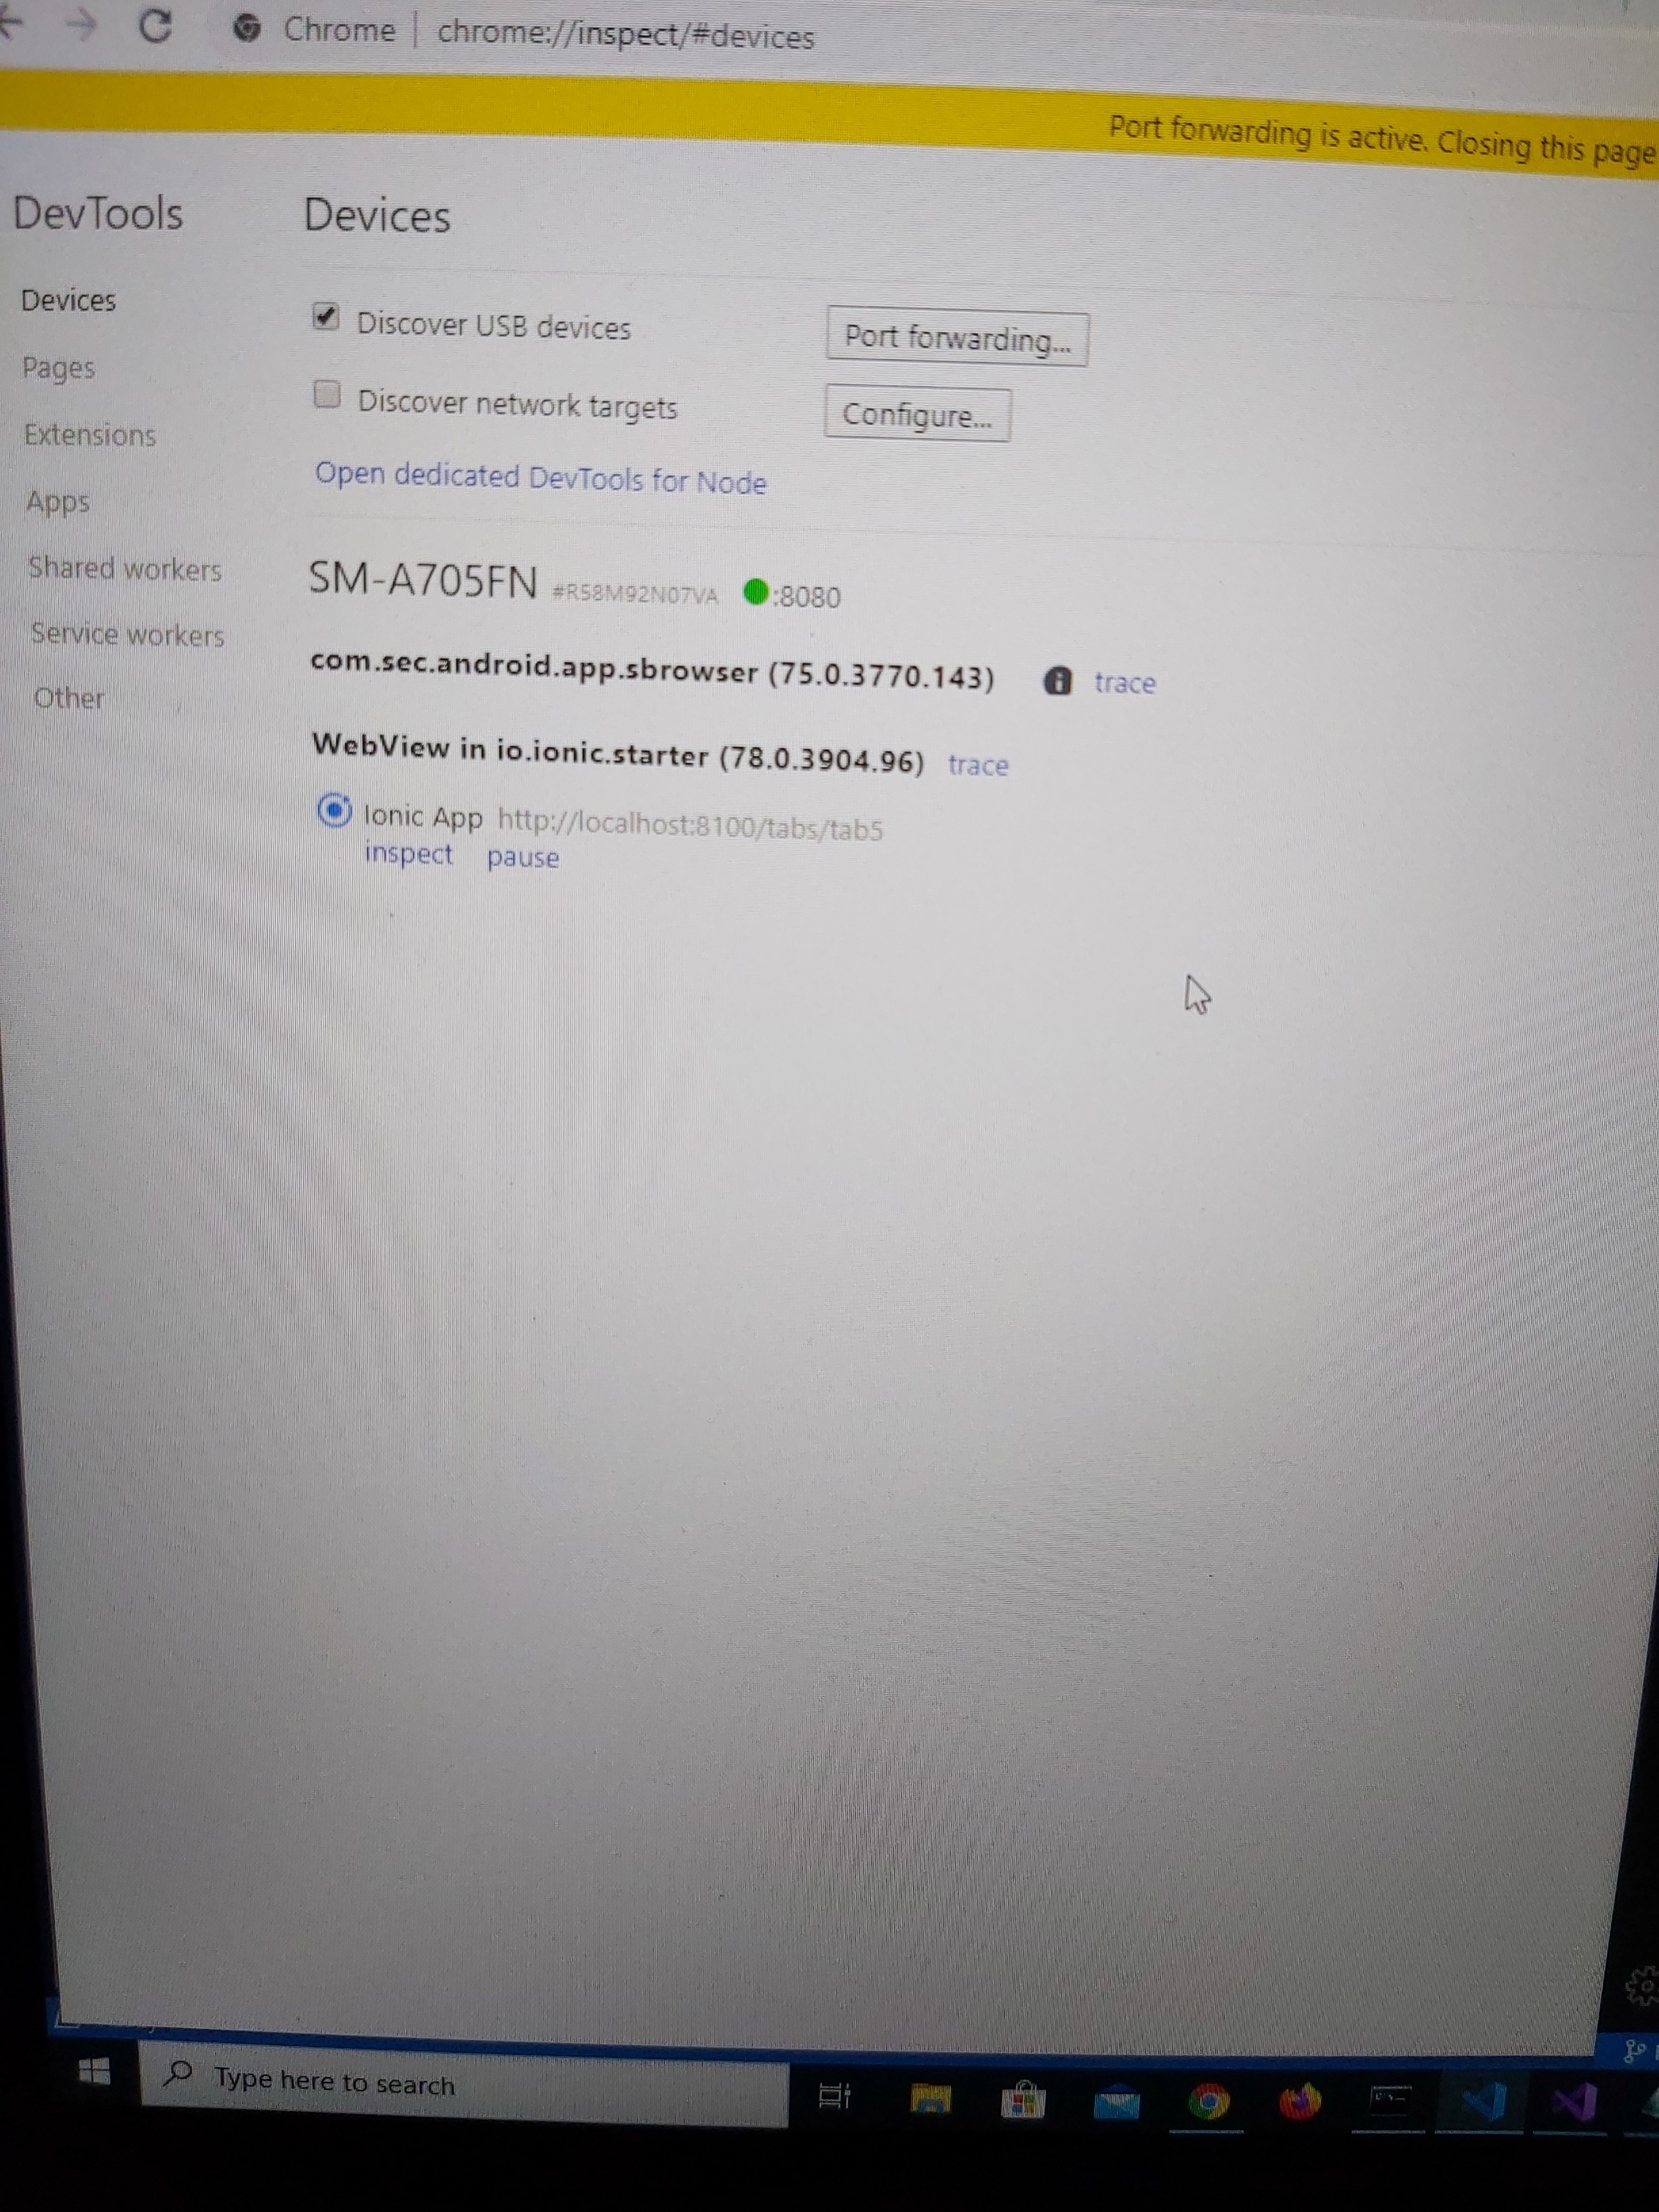 Chrome | chrome://inspect/#devices
Port forwarding is active. Closing this page
DevTools
Devices
Pages
Extensions
Apps
Shared workers
Service workers
Other
Devices
Discover USB devices
Port forwarding...
Discover network targets
Configure...
Open dedicated DevTools for Node
SM-A705FN #R58M92N07VA :8080
com.sec.android.app.sbrowser (75.0.3770.143) trace
WebView in io.ionic.starter (78.0.3904.96) trace
Ionic App http://localhost:8100/tabs/tab5
inspect pause
Type here to search